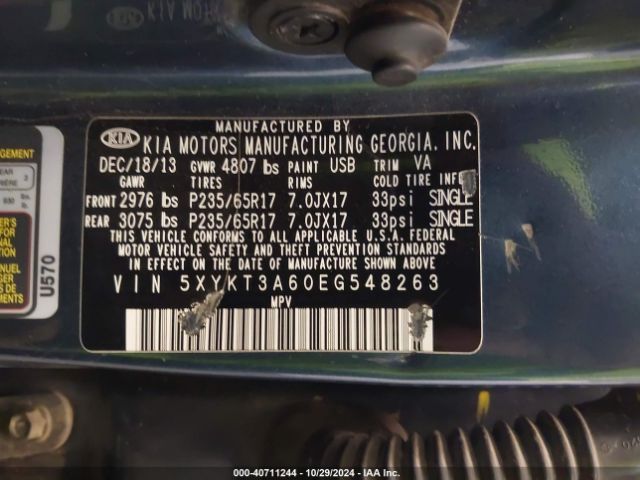 MANUFACTURED BY
KIA KIA MOTORS MANUFACTURING GEORGIA, INC.
DEC/18/13 GVWR 4807 lbs PAINT USB TRIM VA
GAWR TIRES RIMS COLD TIRE INFL
FRONT 2976 lbs P235/65R17 7.0JX17 33psi SINGLE
REAR 3075 lbs P235/65R17 7.0JX17 33psi SINGLE
THIS VEHICLE CONFORMS TO ALL APPLICABLE U.S.A. FEDERAL
MOTOR VEHICLE SAFETY AND THEFT PREVENTION STANDARDS
IN EFFECT ON THE DATE OF MANUFACTURE SHOWN ABOVE.
VIN 5XYKT3A60EG548263
MPV
U570
000-40711244 - 10/29/2024 - IAA Inc.